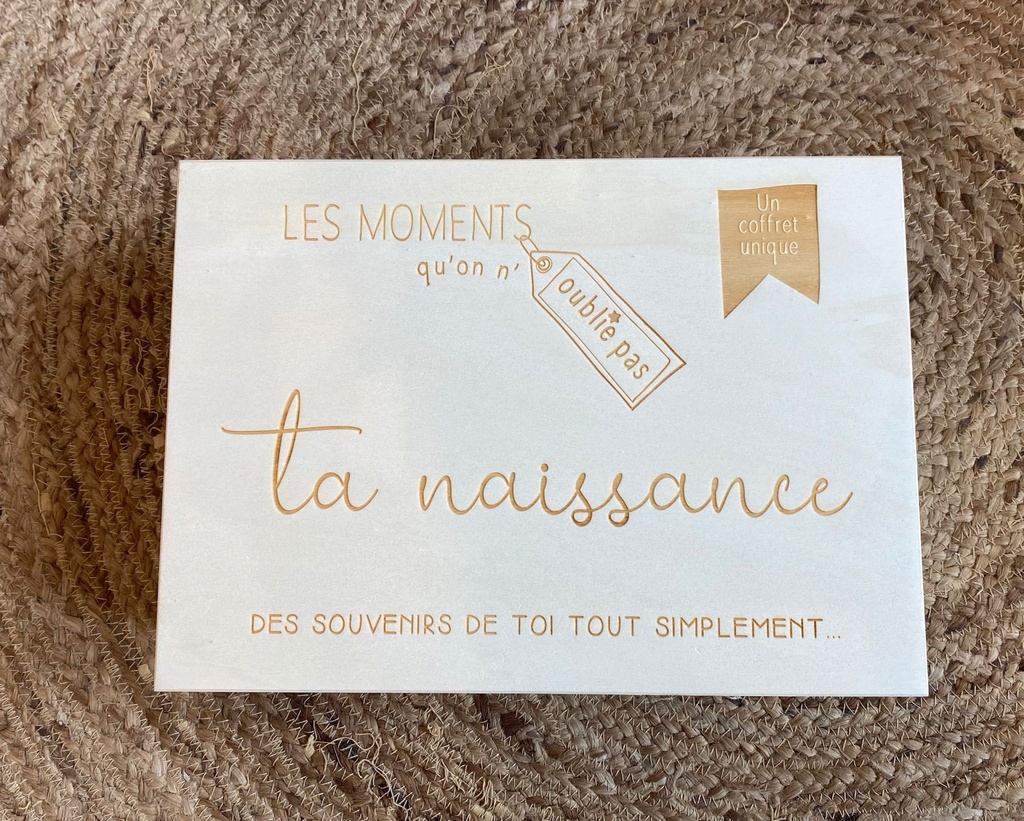 LES MOMENTS
qu'on n'
oublie pas
Un
coffret
unique
ta naissance
DES SOUVENIRS DE TOI TOUT SIMPLEMENT...